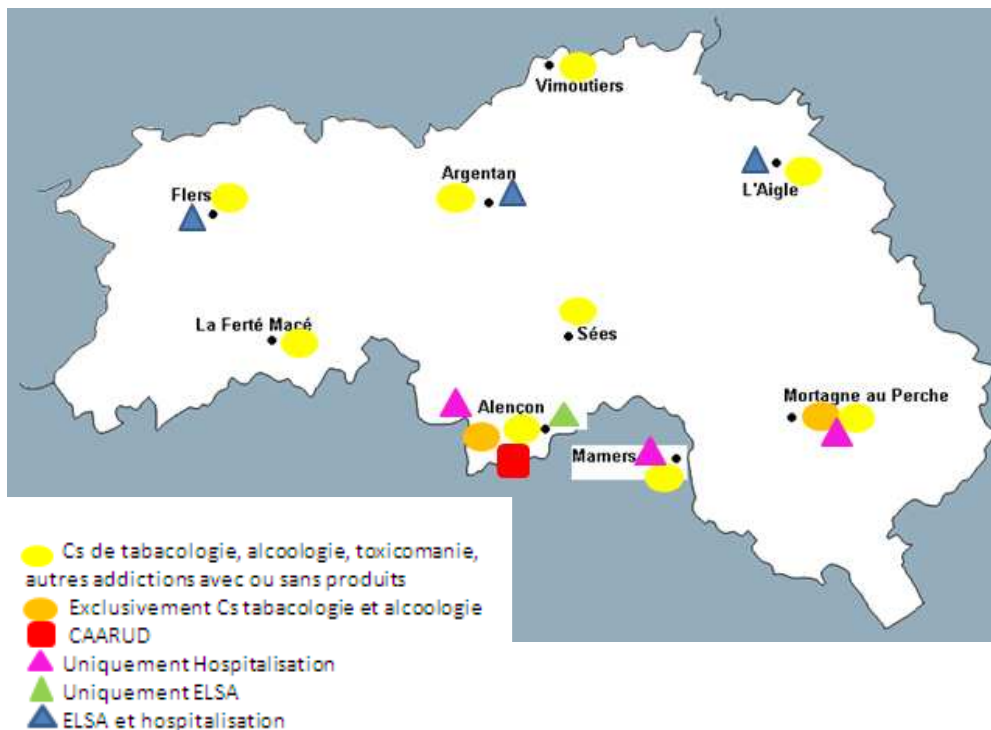 Vimoutiers
Argentan
L'Aigle
Flers
La Ferté Macé
Sées
Mortagne au Perche
Alençon
Mamers
Cs de tabacologie, alcoologie, toxicomanie,
autres addictions avec ou sans produits
Exclusivement Cs tabacologie et alcoologie
CAARUD
Uniquement Hospitalisation
Uniquement ELSA
ELSA et hospitalisation